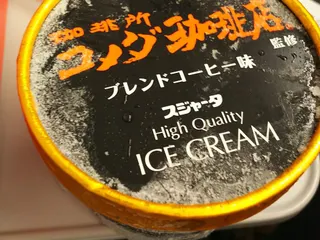 珈琲所
コメダ珈琲店®
監修
ブレンドコーヒー味
スジャータ
High Quality
ICE CREAM